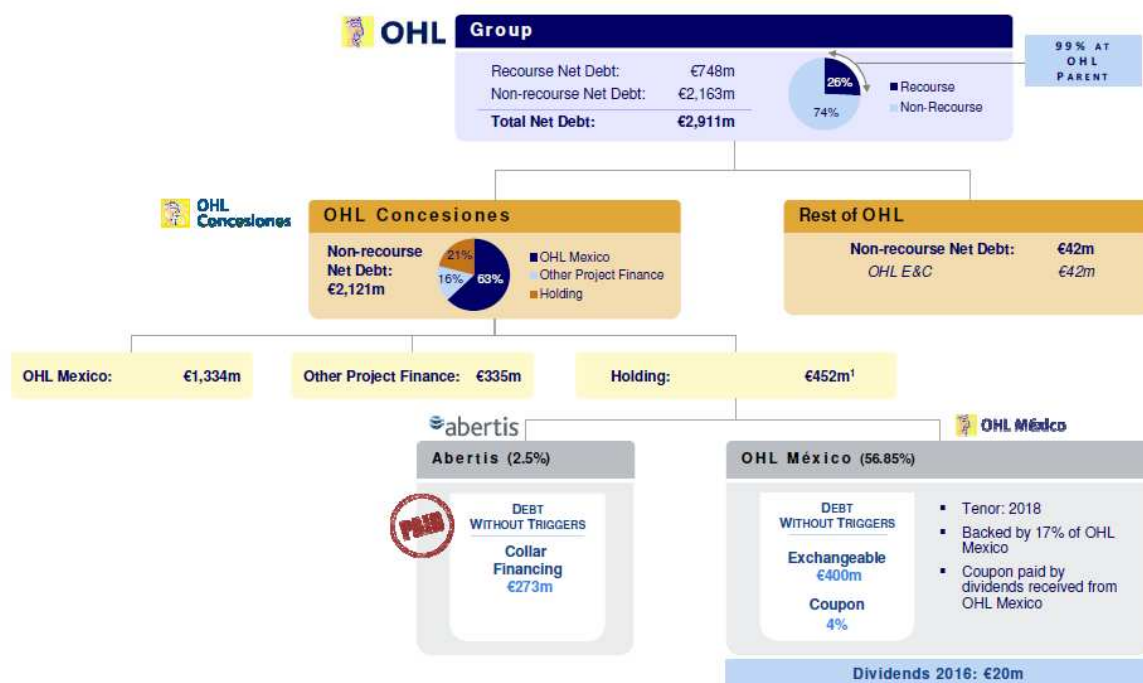 OHL
Group
99% AT
OHL
PARENT
Recourse Net Debt: €748m
Non-recourse Net Debt: €2,163m
Total Net Debt: €2,911m
26%
74%
Recourse
Non-Recourse
OHL
Concesiones
OHL Concesiones
Non-recourse
Net Debt:
€2,121m
21%
16%
63%
OHL Mexico
Other Project Finance
Holding
Rest of OHL
Non-recourse Net Debt: €42m
OHL E&C €42m
OHL Mexico: €1,334m
Other Project Finance: €335m
Holding: €452m¹
abertis
OHL México
Abertis (2.5%)
PAID
DEBT
WITHOUT TRIGGERS
Collar
Financing
€273m
OHL México (56.85%)
DEBT
WITHOUT TRIGGERS
Exchangeable
€400m
Coupon
4%
Tenor: 2018
Backed by 17% of OHL
Mexico
Coupon paid by
dividends received from
OHL Mexico
Dividends 2016: €20m